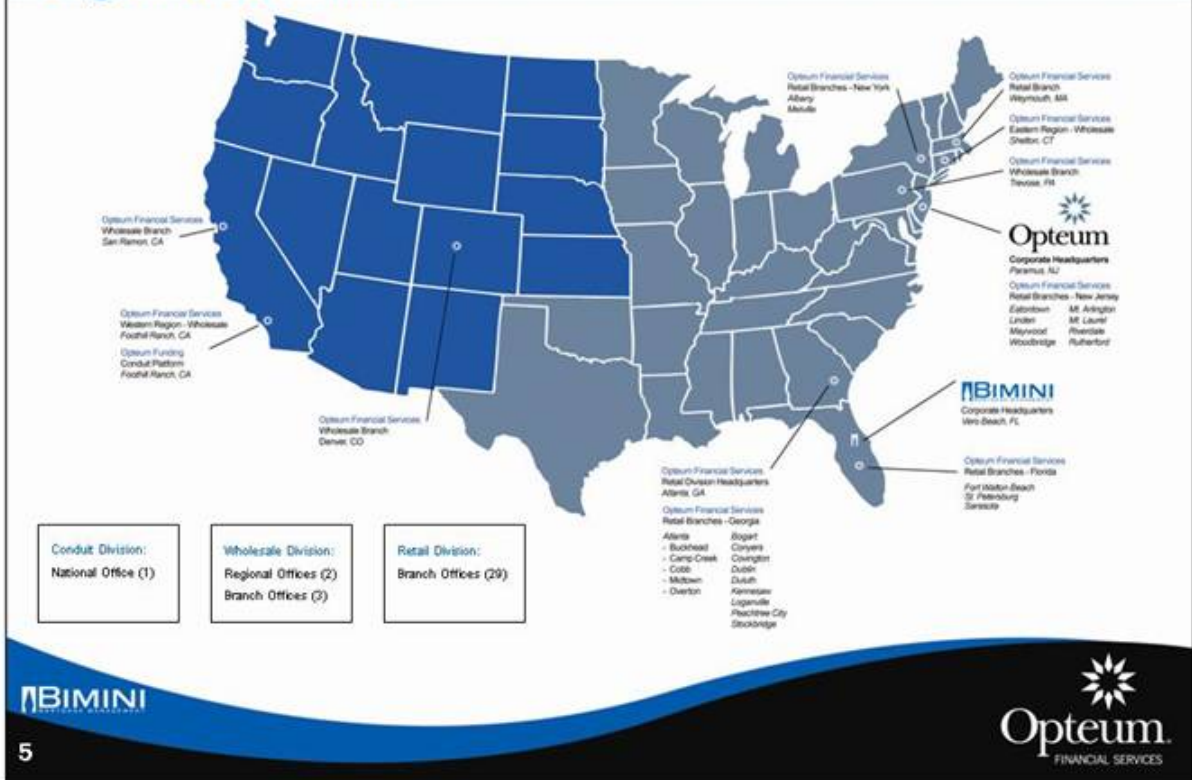 Opteum Financial Services
Retail Branches - New York
Albany
Melville
Opteum Financial Services
Retail Branch
Weymouth, MA
Opteum Financial Services
Eastern Region - Wholesale
Shelton, CT
Opteum Financial Services
Wholesale Branch
Trevose, PA
Opteum
Corporate Headquarters
Paramus, NJ
Opteum Financial Services
Retail Branches - New Jersey
Eatontown Mt. Arlington
Linden Mt. Laurel
Maywood Riverdale
Woodbridge Rutherford
Opteum Financial Services
Wholesale Branch
San Ramon, CA
Opteum Financial Services
Western Region - Wholesale
Foothill Ranch, CA
Opteum Funding
Conduit Platform
Foothill Ranch, CA
Opteum Financial Services
Wholesale Branch
Denver, CO
BIMINI
Corporate Headquarters
Vero Beach, FL
Opteum Financial Services
Retail Branches - Florida
Fort Walton Beach
St. Petersburg
Sarasota
Opteum Financial Services
Retail Division Headquarters
Atlanta, GA
Opteum Financial Services
Retail Branches - Georgia
Atlanta Bogart
- Buckhead Conyers
- Camp Creek Covington
- Cobb Dublin
- Midtown Duluth
- Overton Kennesaw
Loganville
Peachtree City
Stockbridge
Conduit Division:
National Office (1)
Wholesale Division:
Regional Offices (2)
Branch Offices (3)
Retail Division:
Branch Offices (29)
BIMINI
MORTGAGE MANAGEMENT
5
Opteum
FINANCIAL SERVICES